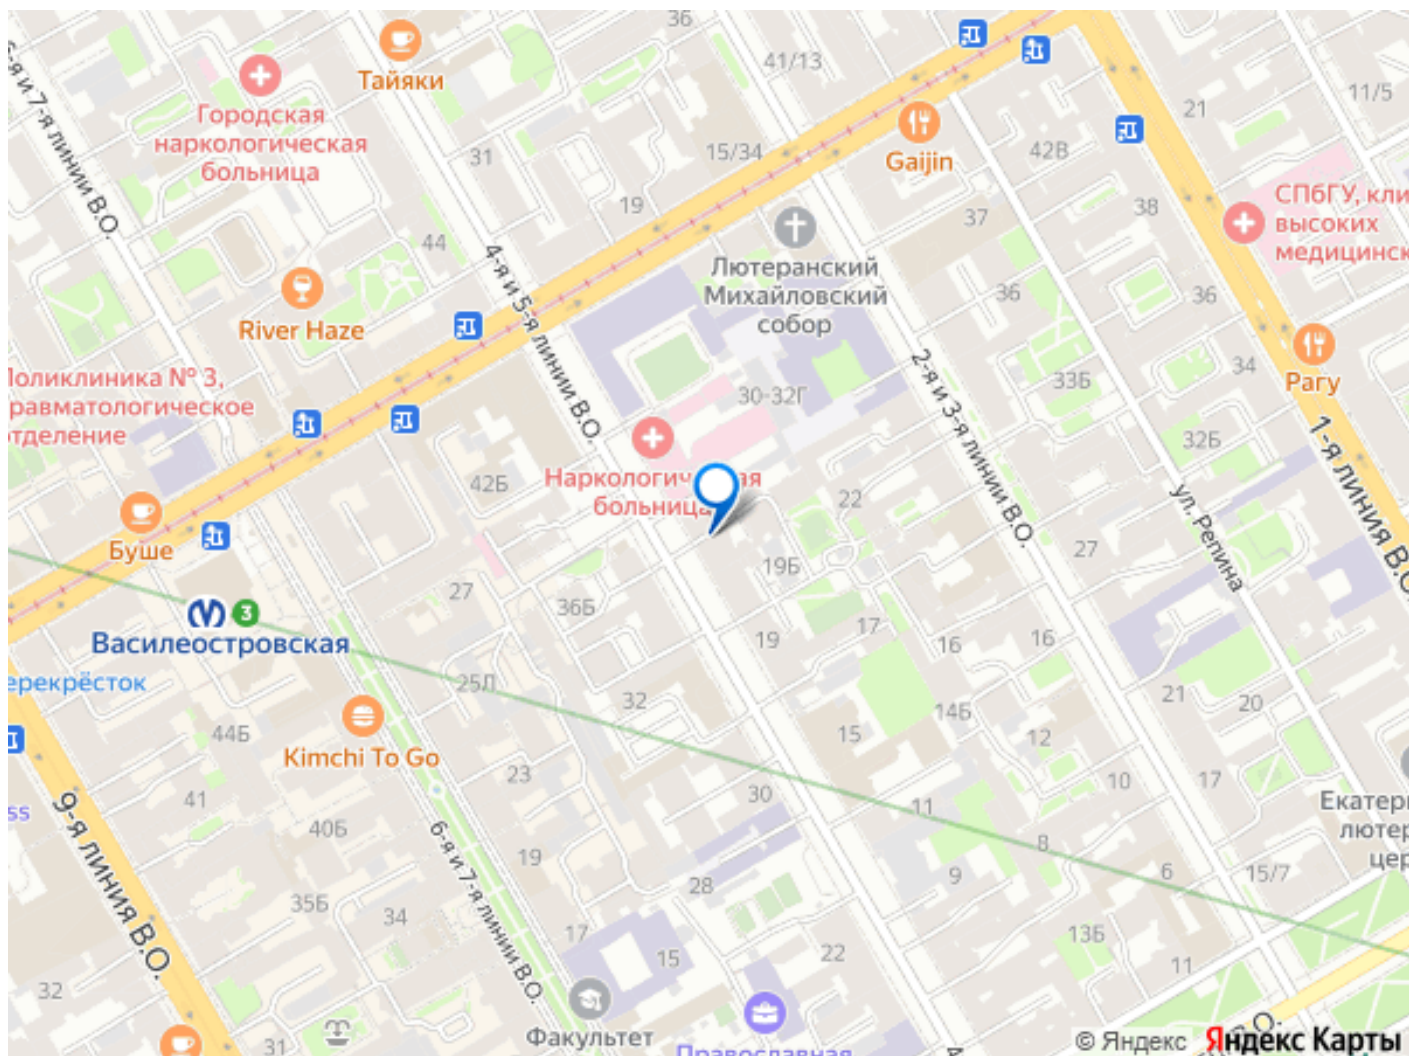 36
41/13
Тайяки
Городская
наркологическая
больница
6-я и 7-я линии В.О.
31
15/34
Gaijin
42В
21
11/5
СПбГУ, кли
высоких
медицинск
19
44
37
38
4-я и 5-я линии В.О.
Лютеранский
Михайловский
собор
River Haze
36
36
Поликлиника № 3,
равматологическое
отделение
30-32Г
2-я и 3-я линии В.О.
33Б
34
Рагу
1-я линия В.О.
32Б
42Б
Наркологическая
больница
22
ул. Репина
Буше
19Б
27
27
36Б
3
Василеостровская
19
17
16
16
ерекрёсток
25Л
32
44Б
15
14Б
21
20
12
Kimchi To Go
23
10
17
ss
41
30
11
Екатер
лютер
цер
9-я линия В.О.
40Б
6-я и 7-я линии В.О.
8
19
28
9
6
15/7
35Б
34
17
13Б
15
22
11
32
31
Факультет
Православная
4
В.О.
© Яндекс Яндекс Карты